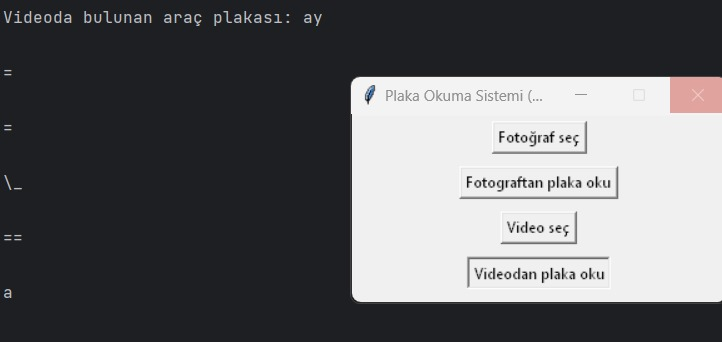 Videoda bulunan araç plakası: ay
=
=
\_
==
a
Plaka Okuma Sistemi (...
Fotoğraf seç
Fotograftan plaka oku
Video seç
Videodan plaka oku